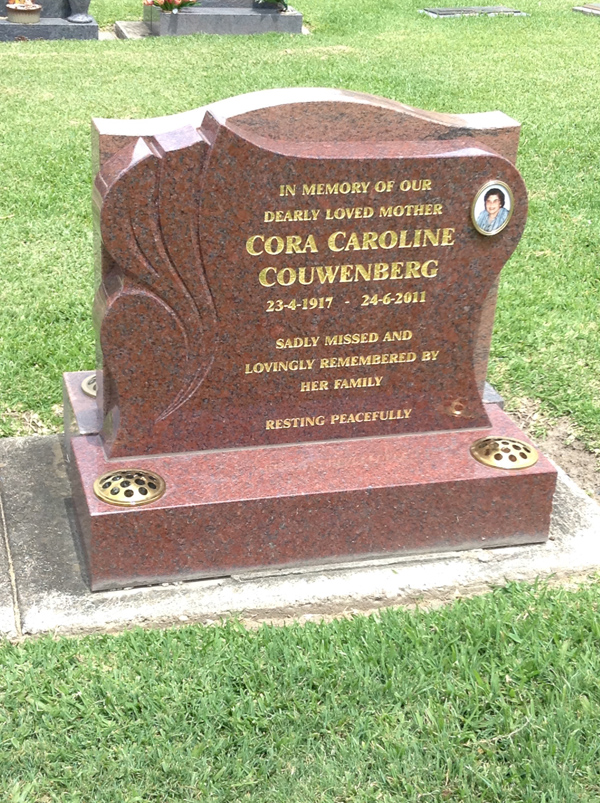 IN MEMORY OF OUR
DEARLY LOVED MOTHER
CORA CAROLINE
COUWENBERG
23-4-1917 - 24-6-2011
SADLY MISSED AND
LOVINGLY REMEMBERED BY
HER FAMILY
RESTING PEACEFULLY